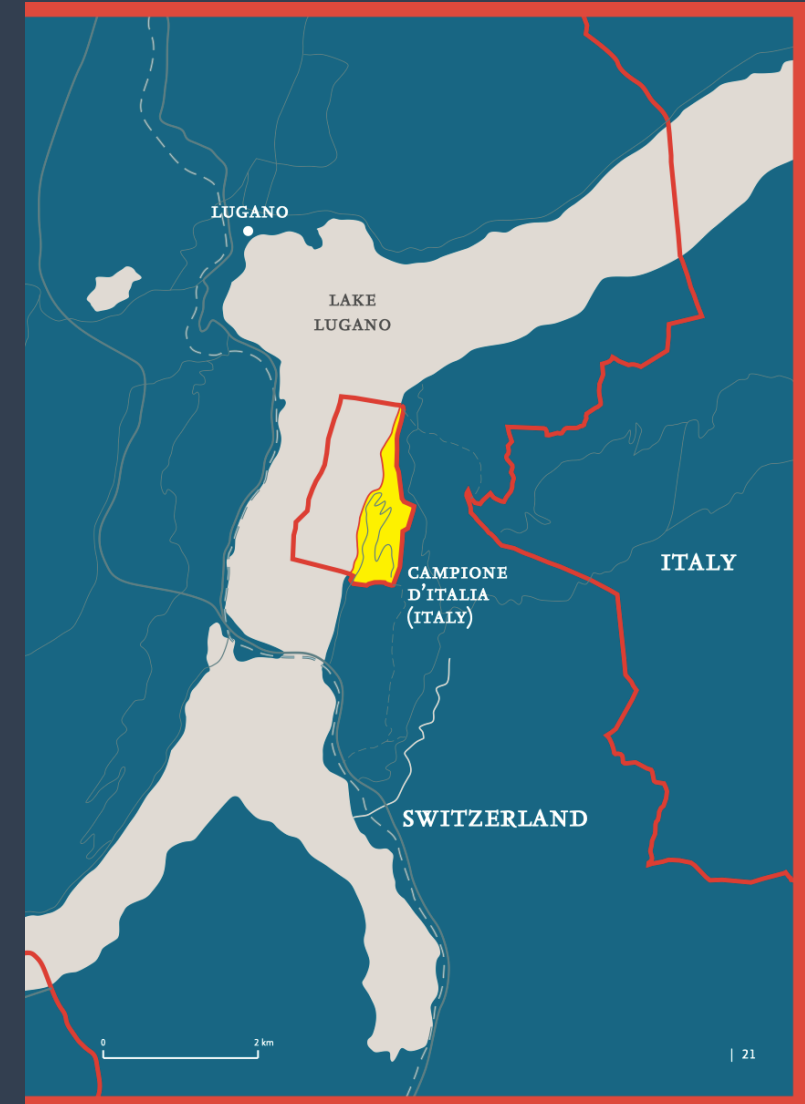 LUGANO
LAKE
LUGANO
CAMPIONE
D'ITALIA
(ITALY)
ITALY
SWITZERLAND
0
2 km
| 21